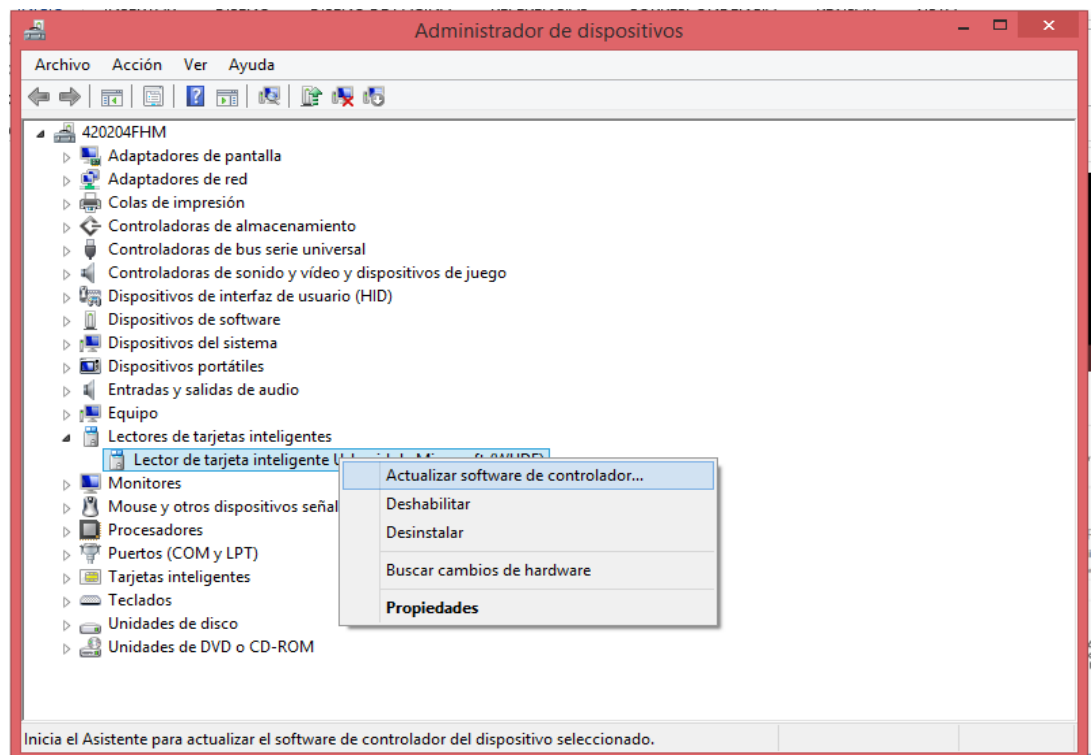 Administrador de dispositivos
Archivo Acción Ver Ayuda
420204FHM
Adaptadores de pantalla
Adaptadores de red
Colas de impresión
Controladoras de almacenamiento
Controladoras de bus serie universal
Controladoras de sonido y vídeo y dispositivos de juego
Dispositivos de interfaz de usuario (HID)
Dispositivos de software
Dispositivos del sistema
Dispositivos portátiles
Entradas y salidas de audio
Equipo
Lectores de tarjetas inteligentes
Lector de tarjeta inteligente
Monitores
Mouse y otros dispositivos señal
Procesadores
Puertos (COM y LPT)
Tarjetas inteligentes
Teclados
Unidades de disco
Unidades de DVD o CD-ROM
Actualizar software de controlador...
Deshabilitar
Desinstalar
Buscar cambios de hardware
Propiedades
Inicia el Asistente para actualizar el software de controlador del dispositivo seleccionado.